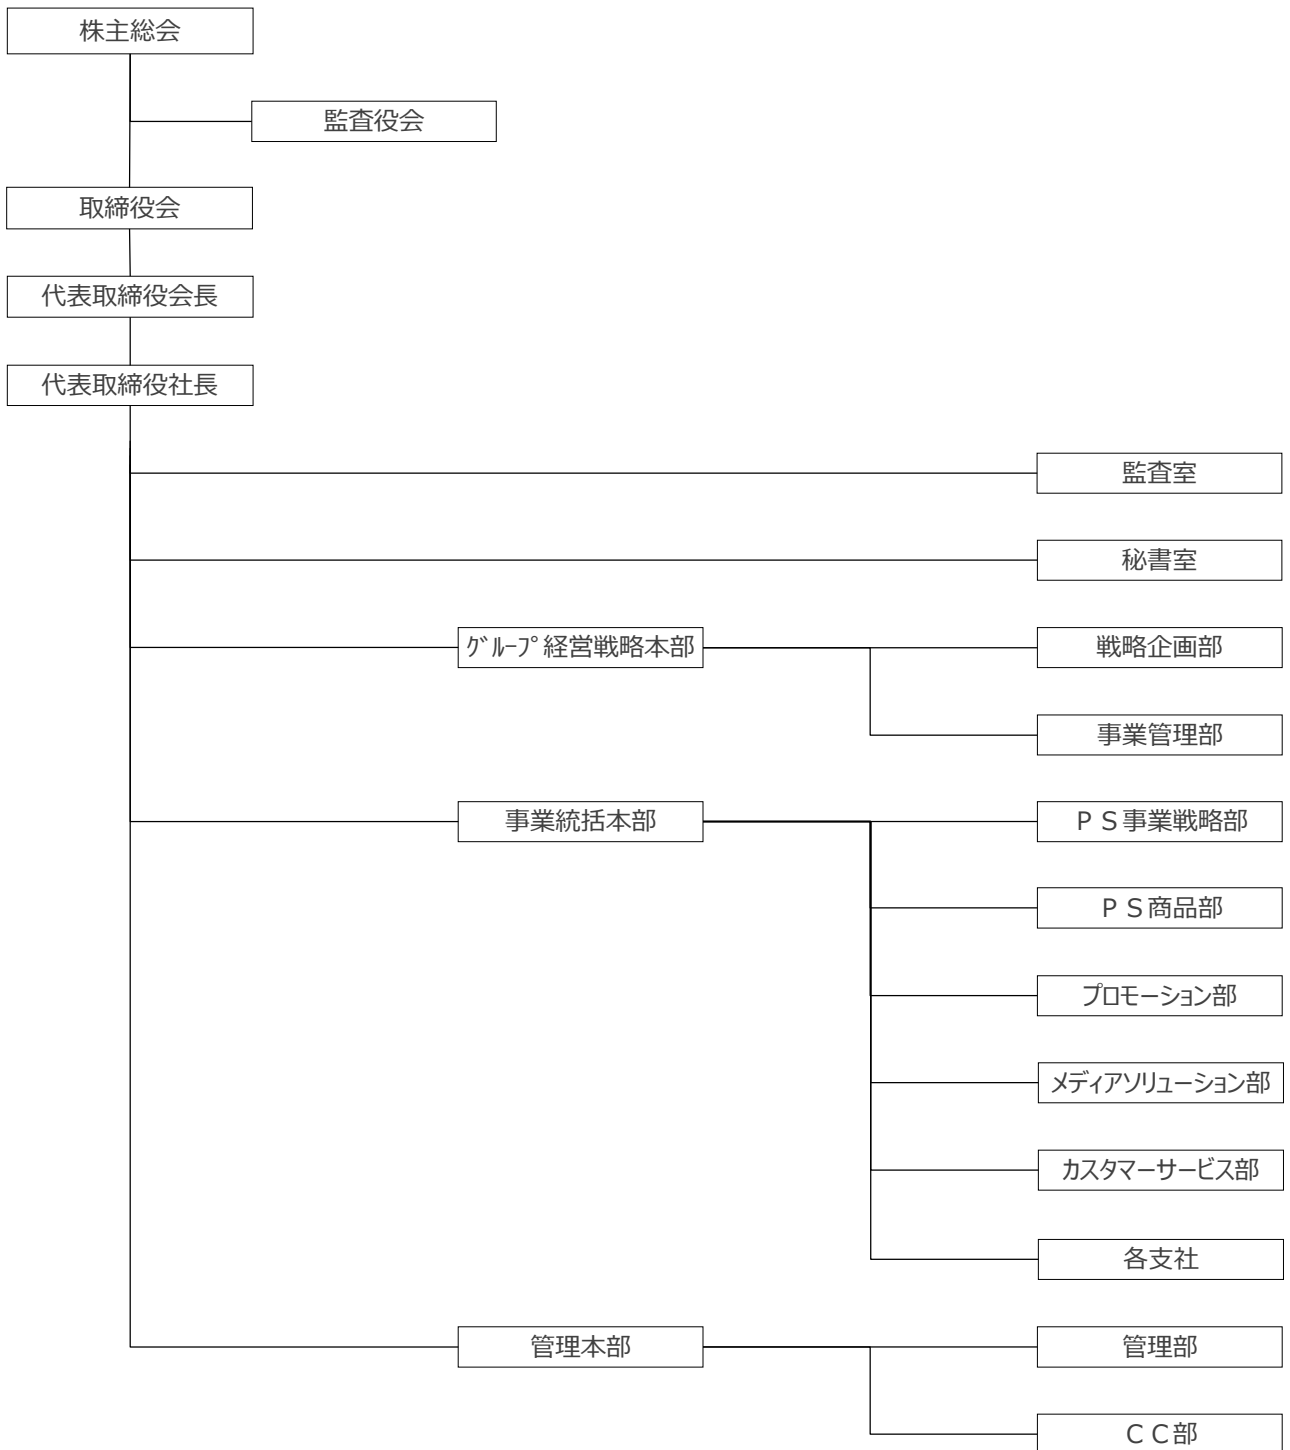 株主総会
監査役会
取締役会
代表取締役会長
代表取締役社長
監査室
秘書室
ｸﾞﾙｰﾌﾟ経営戦略本部
戦略企画部
事業管理部
事業統括本部
ＰＳ事業戦略部
ＰＳ商品部
プロモーション部
メディアソリューション部
カスタマーサービス部
各支社
管理本部
管理部
ＣＣ部